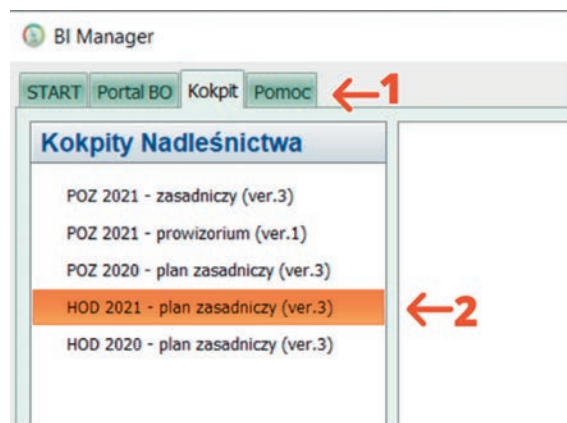 BI Manager
START Portal BO Kokpit Pomoc 1
Kokpity Nadleśnictwa
POZ 2021 - zasadniczy (ver.3)
POZ 2021 - prowizorium (ver.1)
POZ 2020 - plan zasadniczy (ver.3)
HOD 2021 - plan zasadniczy (ver.3) 2
HOD 2020 - plan zasadniczy (ver.3)